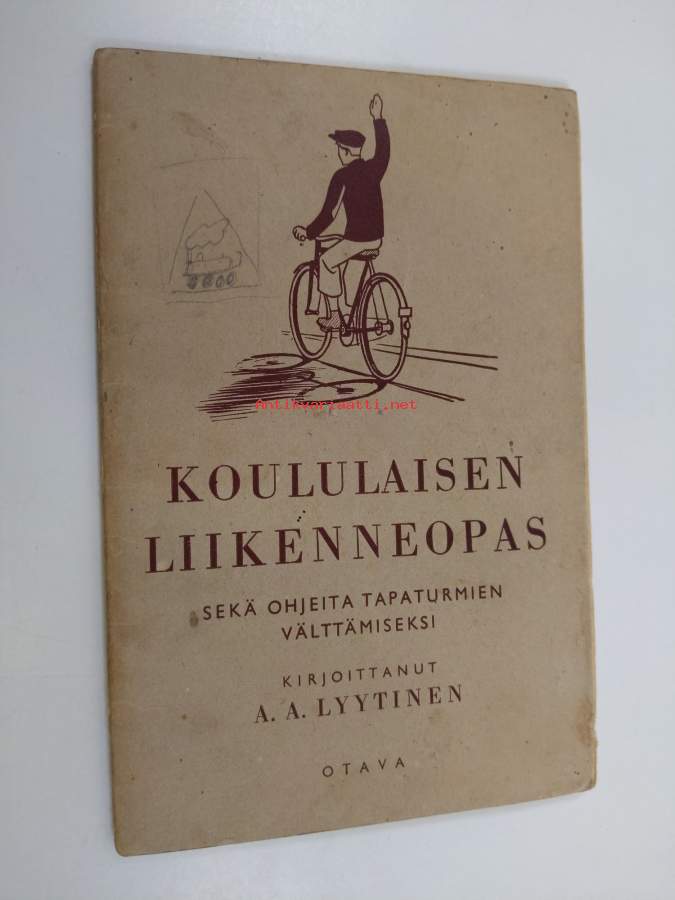 Antikvariaatti.net
KOULULAISEN
LIIKENNEOPAS
SEKÄ OHJEITA TAPATURMIEN
VÄLTTÄMISEKSI
KIRJOITTANUT
A. A. LYYTINEN
OTAVA